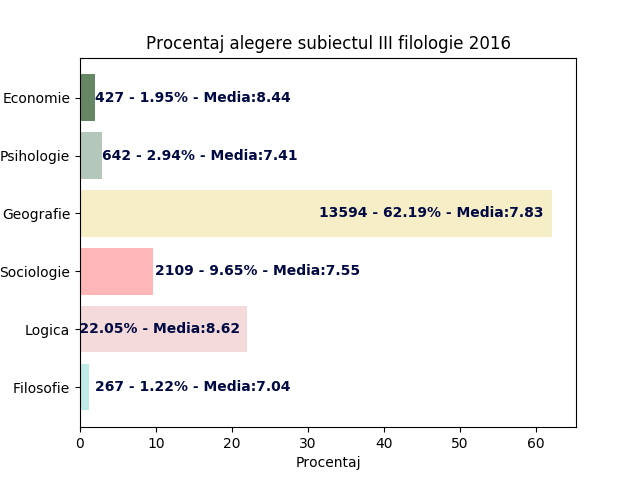 Procentaj alegere subiectul III filologie 2016
Economie 427 - 1.95% - Media:8.44
Psihologie 642 - 2.94% - Media:7.41
Geografie 13594 - 62.19% - Media:7.83
Sociologie 2109 - 9.65% - Media:7.55
Logica 22.05% - Media:8.62
Filosofie 267 - 1.22% - Media:7.04
0 10 20 30 40 50 60
Procentaj